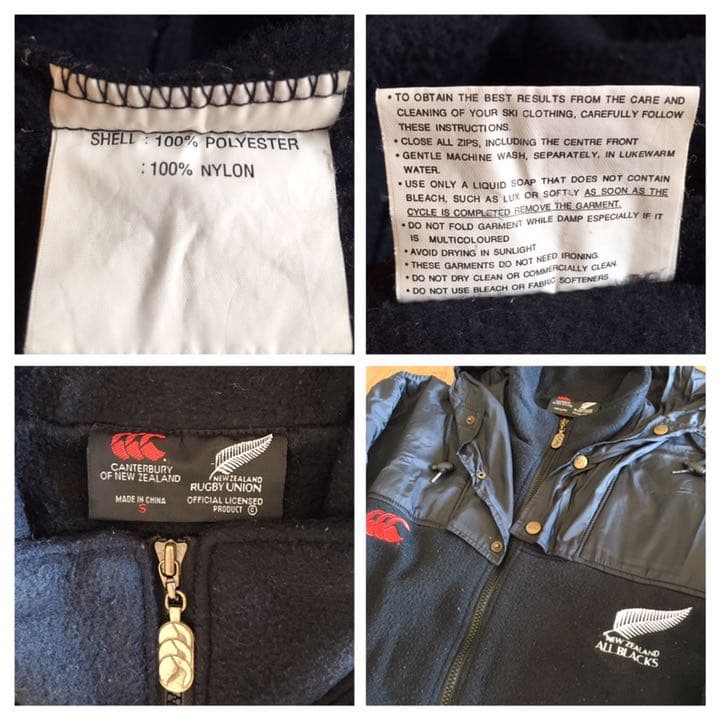 SHELL : 100% POLYESTER
: 100% NYLON
• TO OBTAIN THE BEST RESULTS FROM THE CARE AND
CLEANING OF YOUR SKI CLOTHING, CAREFULLY FOLLOW
THESE INSTRUCTIONS.
• CLOSE ALL ZIPS, INCLUDING THE CENTRE FRONT
• GENTLE MACHINE WASH, SEPARATELY, IN LUKEWARM
WATER.
• USE ONLY A LIQUID SOAP THAT DOES NOT CONTAIN
BLEACH, SUCH AS LUX OR SOFTLY AS SOON AS THE
CYCLE IS COMPLETED REMOVE THE GARMENT.
• DO NOT FOLD GARMENT WHILE DAMP ESPECIALLY IF IT
IS MULTICOLOURED
• AVOID DRYING IN SUNLIGHT
• THESE GARMENTS DO NOT NEED IRONING.
• DO NOT DRY CLEAN OR COMMERCIALLY CLEAN
• DO NOT USE BLEACH OR FABRIC SOFTENERS
CANTERBURY
OF NEW ZEALAND
MADE IN CHINA
S
NEW ZEALAND
RUGBY UNION
OFFICIAL LICENSED
PRODUCT ©
NEW ZEALAND
ALL BLACKS